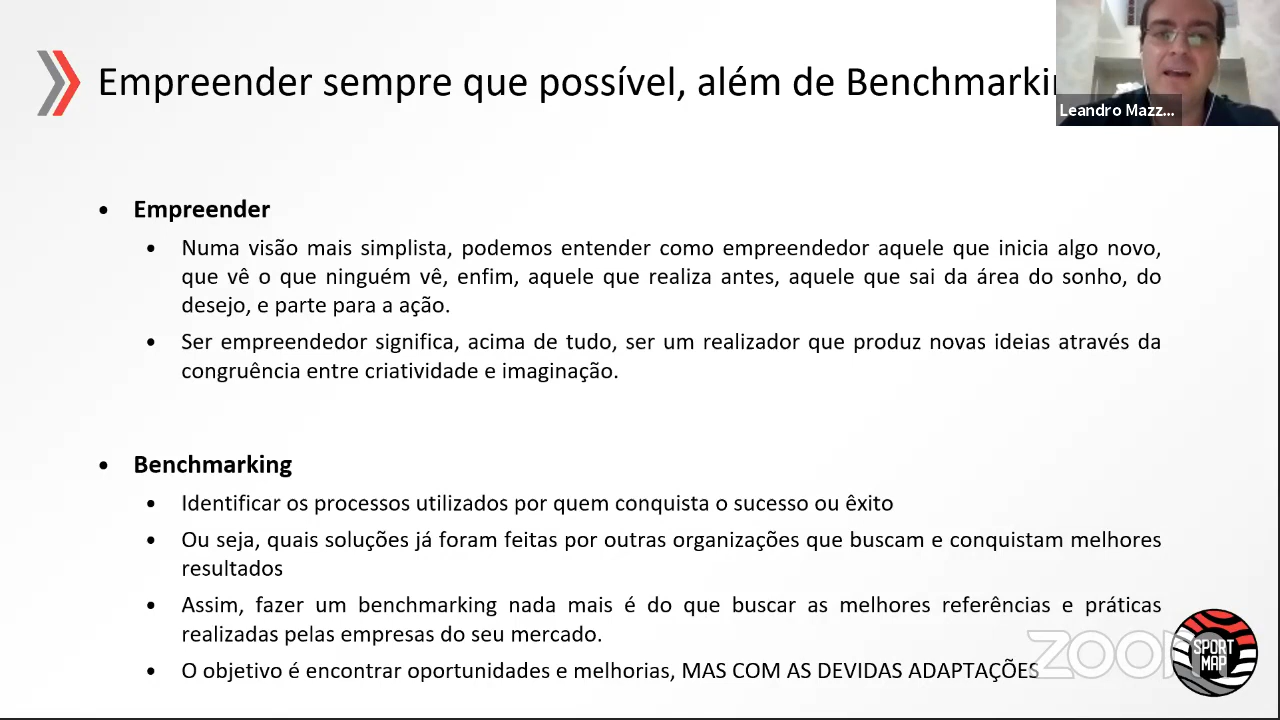 Empreender sempre que possível, além de
Leandro Mazz...
• Empreender
• Numa visão mais simplista, podemos entender como empreendedor aquele que inicia algo novo,
que vê o que ninguém vê, enfim, aquele que realiza antes, aquele que sai da área do sonho, do
desejo, e parte para a ação.
• Ser empreendedor significa, acima de tudo, ser um realizador que produz novas ideias através da
congruência entre criatividade e imaginação.
• Benchmarking
• Identificar os processos utilizados por quem conquista o sucesso ou êxito
• Ou seja, quais soluções já foram feitas por outras organizações que buscam e conquistam melhores
resultados
• Assim, fazer um benchmarking nada mais é do que buscar as melhores referências e práticas
realizadas pelas empresas do seu mercado.
• O objetivo é encontrar oportunidades e melhorias, MAS COM AS DEVIDAS ADAPTAÇÕES
zoom
SPORT
MAP